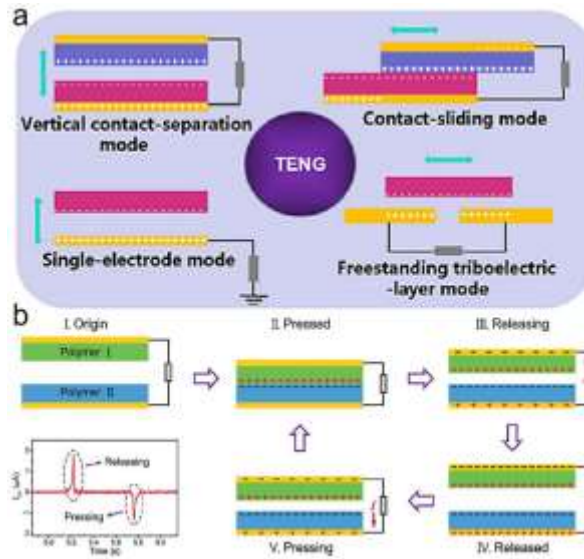 a
Vertical contact-separation
mode
Contact-sliding mode
TENG
Single-electrode mode
Freestanding triboelectric
-layer mode
b
I. Origin
II. Pressed
III. Releasing
Polymer I
Polymer II
Releasing
Pressing
Time (s)
V. Pressing
IV. Released